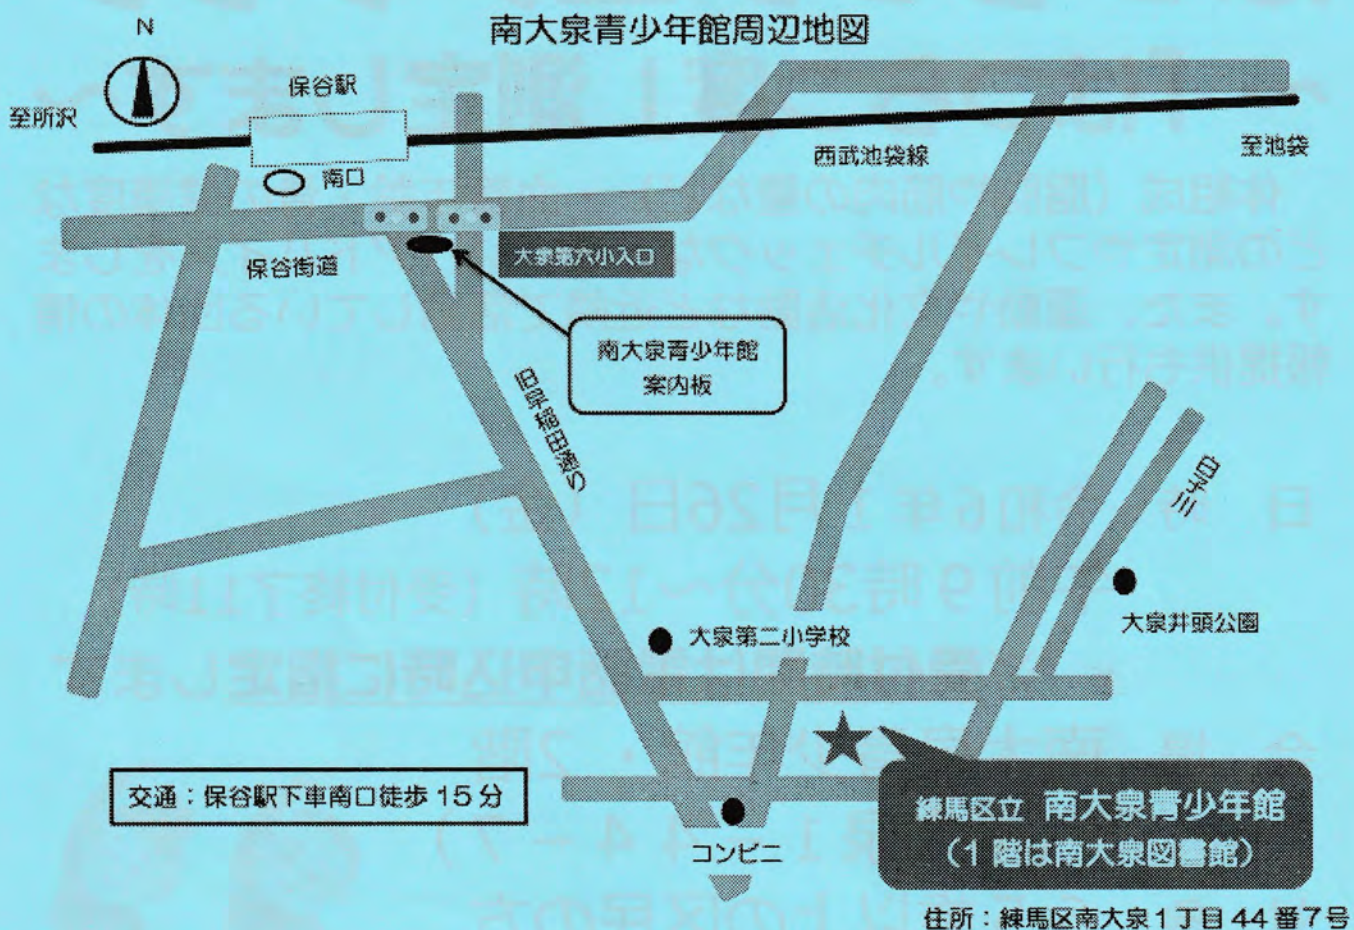 南大泉青少年館周辺地図
N
保谷駅
至所沢
南口
西武池袋線
至池袋
保谷街道
大泉第六小入口
南大泉青少年館
案内板
旧早稲田通り
白子川
大泉井頭公園
大泉第二小学校
交通：保谷駅下車南口徒歩15分
コンビニ
練馬区立 南大泉青少年館
（1階は南大泉図書館）
住所：練馬区南大泉1丁目44番7号